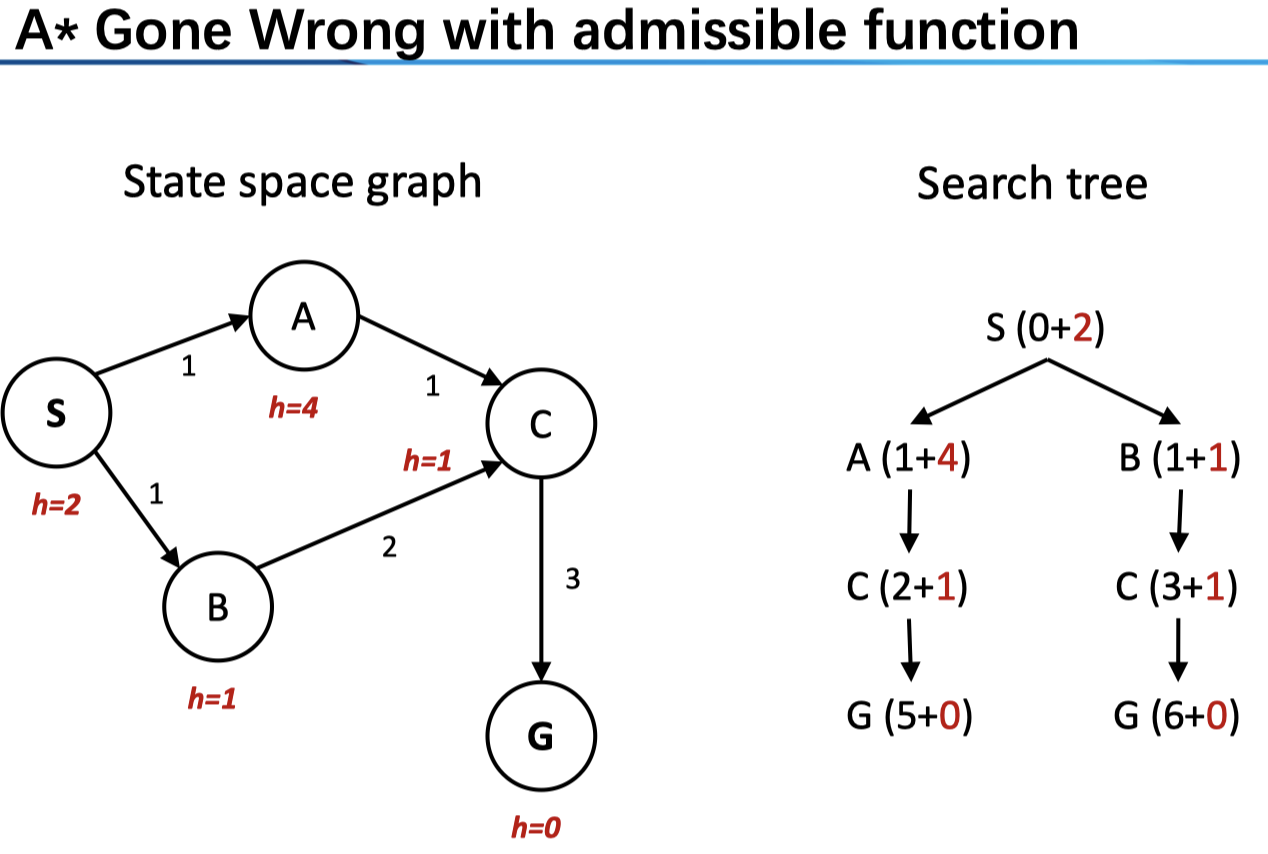 A* Gone Wrong with admissible function
State space graph
Search tree
A
h=4
S
h=2
B
h=1
C
h=1
G
h=0
1
1
1
2
3
S (0+2)
A (1+4)
B (1+1)
C (2+1)
C (3+1)
G (5+0)
G (6+0)